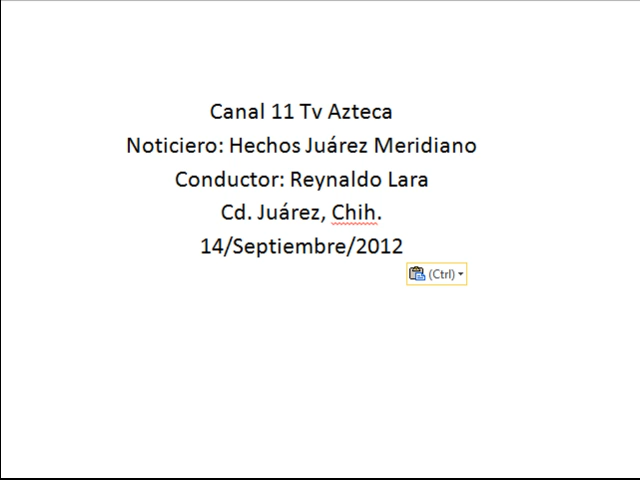 Canal 11 Tv Azteca
Noticiero: Hechos Juárez Meridiano
Conductor: Reynaldo Lara
Cd. Juárez, Chih.
14/Septiembre/2012
(Ctrl)